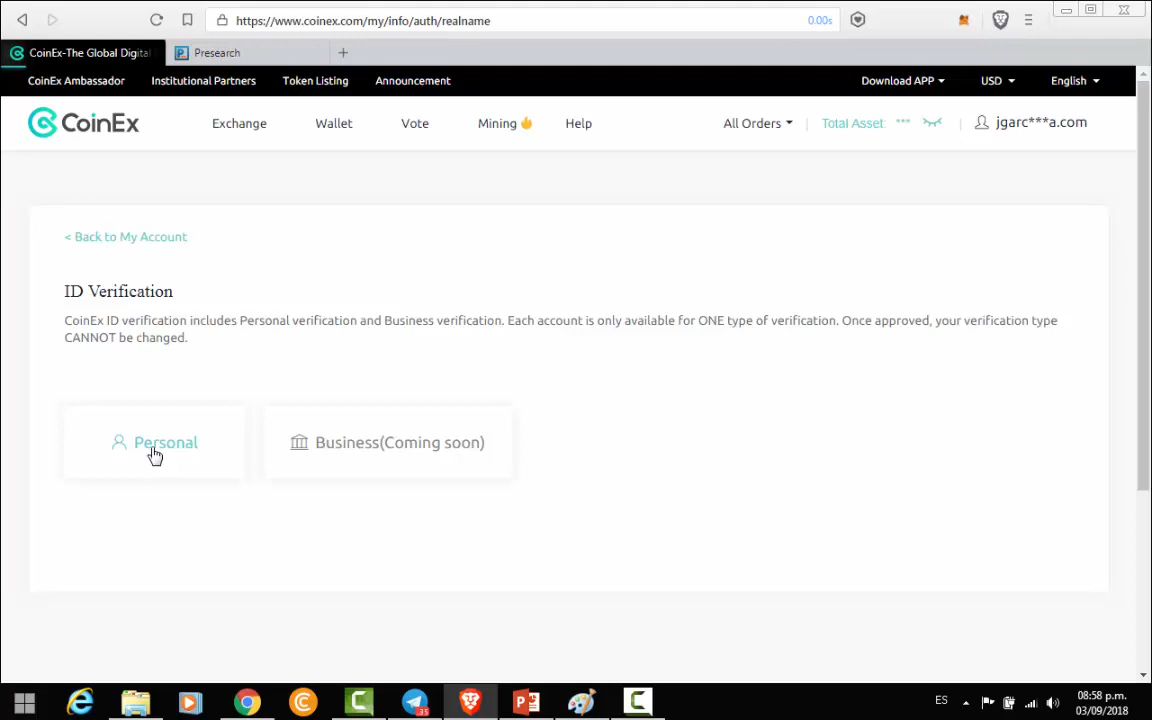 https://www.coinex.com/my/info/auth/realname 0.00s
CoinEx-The Global Digital Presearch
CoinEx Ambassador Institutional Partners Token Listing Announcement Download APP USD English
CoinEx Exchange Wallet Vote Mining Help All Orders Total Asset *** jgarc***a.com
< Back to My Account
ID Verification
CoinEx ID verification includes Personal verification and Business verification. Each account is only available for ONE type of verification. Once approved, your verification type
CANNOT be changed.
Personal Business(Coming soon)
35
ES 08:58 p.m.
03/09/2018